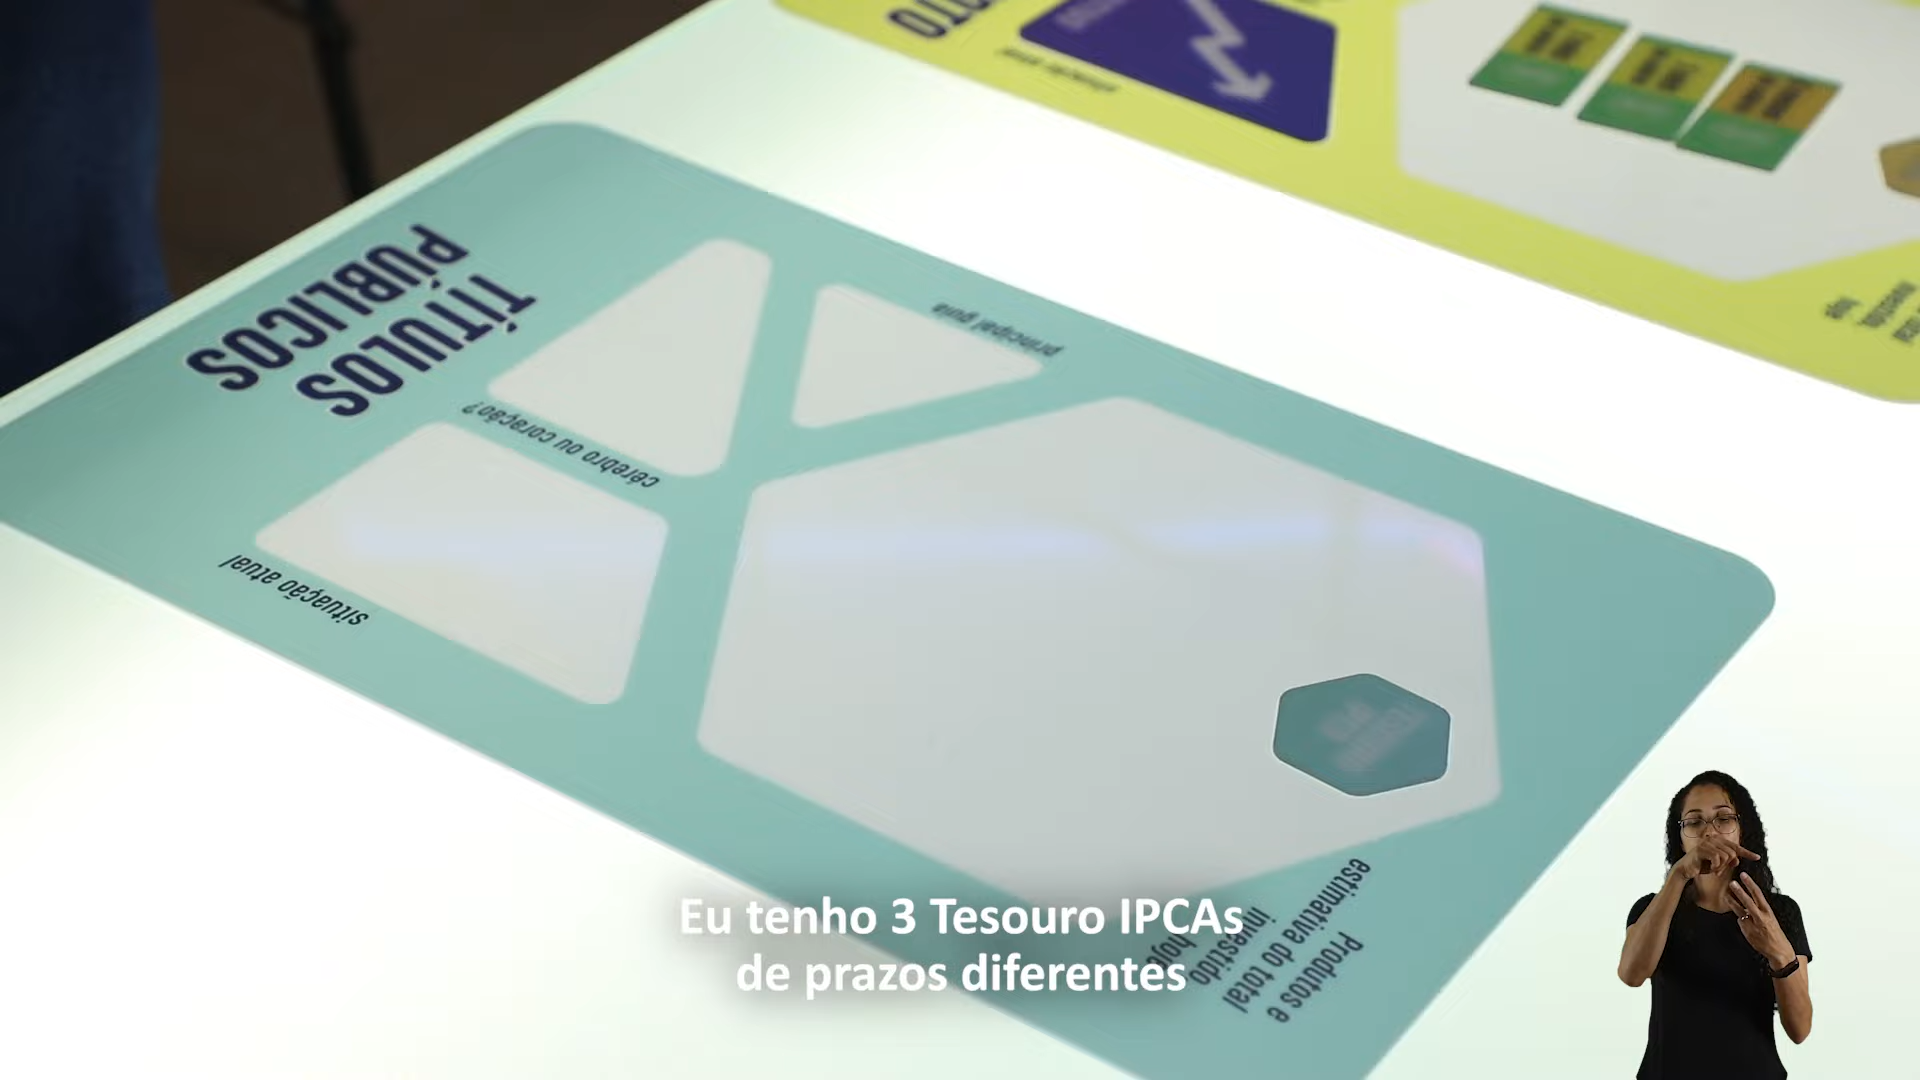 TÍTULOS
PÚBLICOS
principal guia
cérebro ou coração?
situação atual
Produtos e
estimativa do total
investido
hoje
Eu tenho 3 Tesouro IPCAs
de prazos diferentes